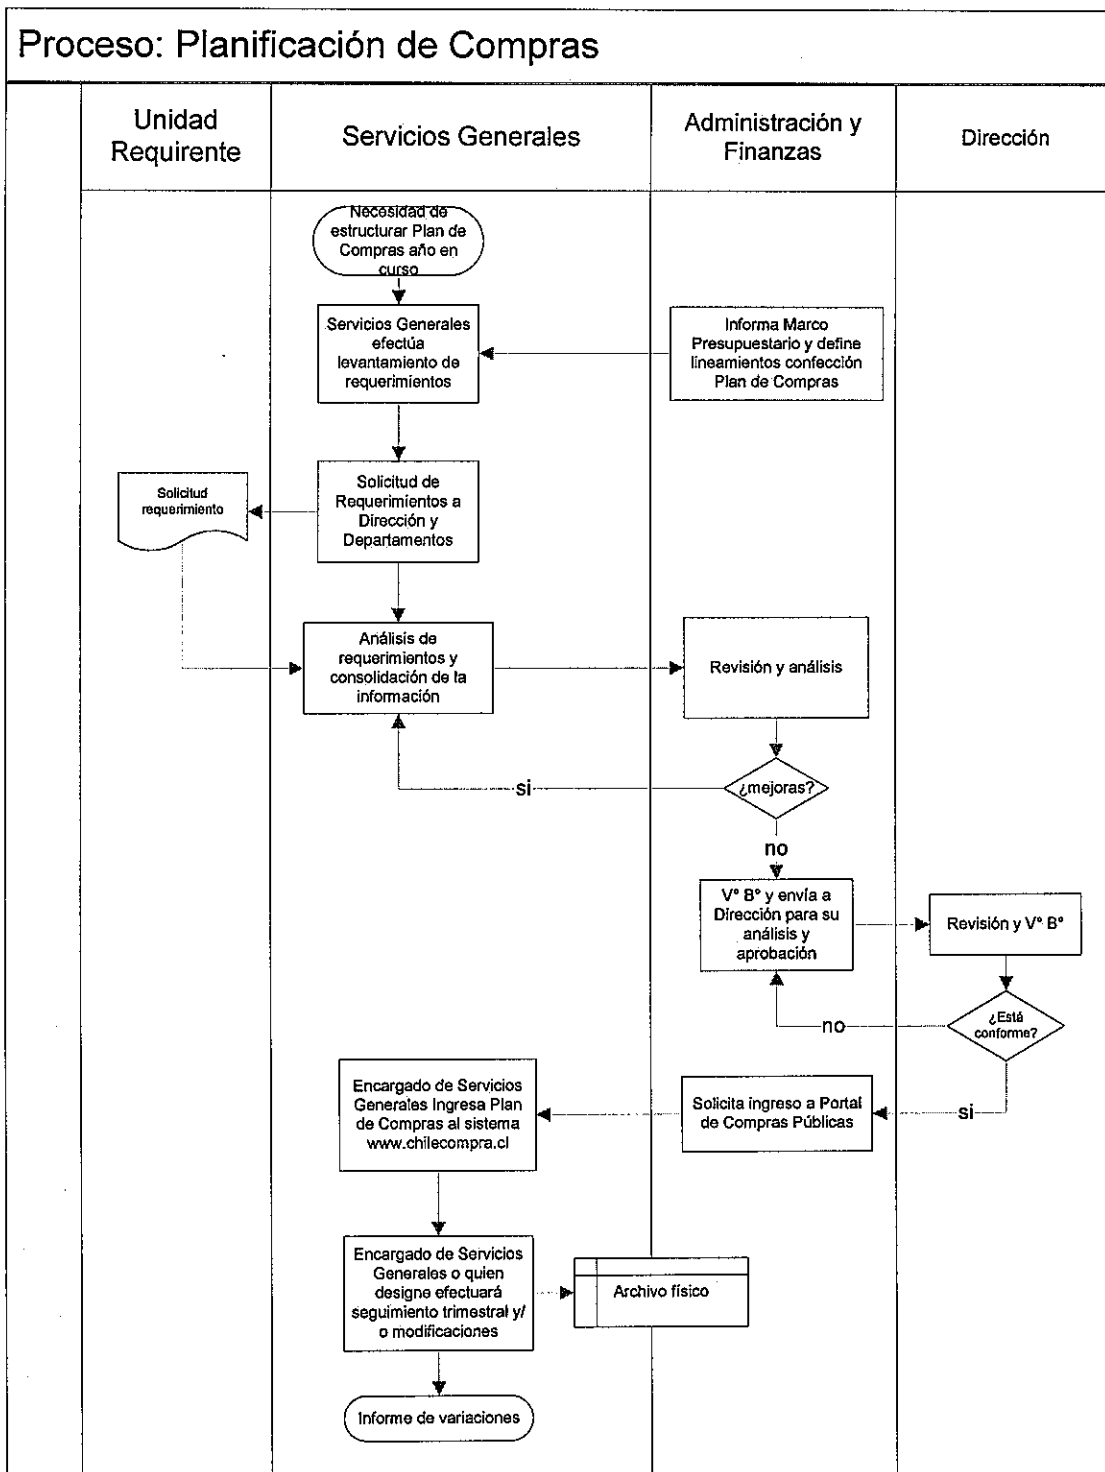 Proceso: Planificación de Compras
Unidad
Requirente
Servicios Generales
Administración y
Finanzas
Dirección
Necesidad de
estructurar Plan de
Compras año en
curso
Servicios Generales
efectúa
levantamiento de
requerimientos
Informa Marco
Presupuestario y define
lineamientos confección
Plan de Compras
Solicitud
requerimiento
Solicitud de
Requerimientos a
Dirección y
Departamentos
Análisis de
requerimientos y
consolidación de la
información
Revisión y análisis
¿mejoras?
si
no
Vº Bº y envía a
Dirección para su
análisis y
aprobación
Revisión y Vº Bº
¿Está
conforme?
no
si
Encargado de Servicios
Generales Ingresa Plan
de Compras al sistema
www.chilecompra.cl
Solicita ingreso a Portal
de Compras Públicas
Encargado de Servicios
Generales o quien
designe efectuará
seguimiento trimestral y/
o modificaciones
Archivo físico
Informe de variaciones